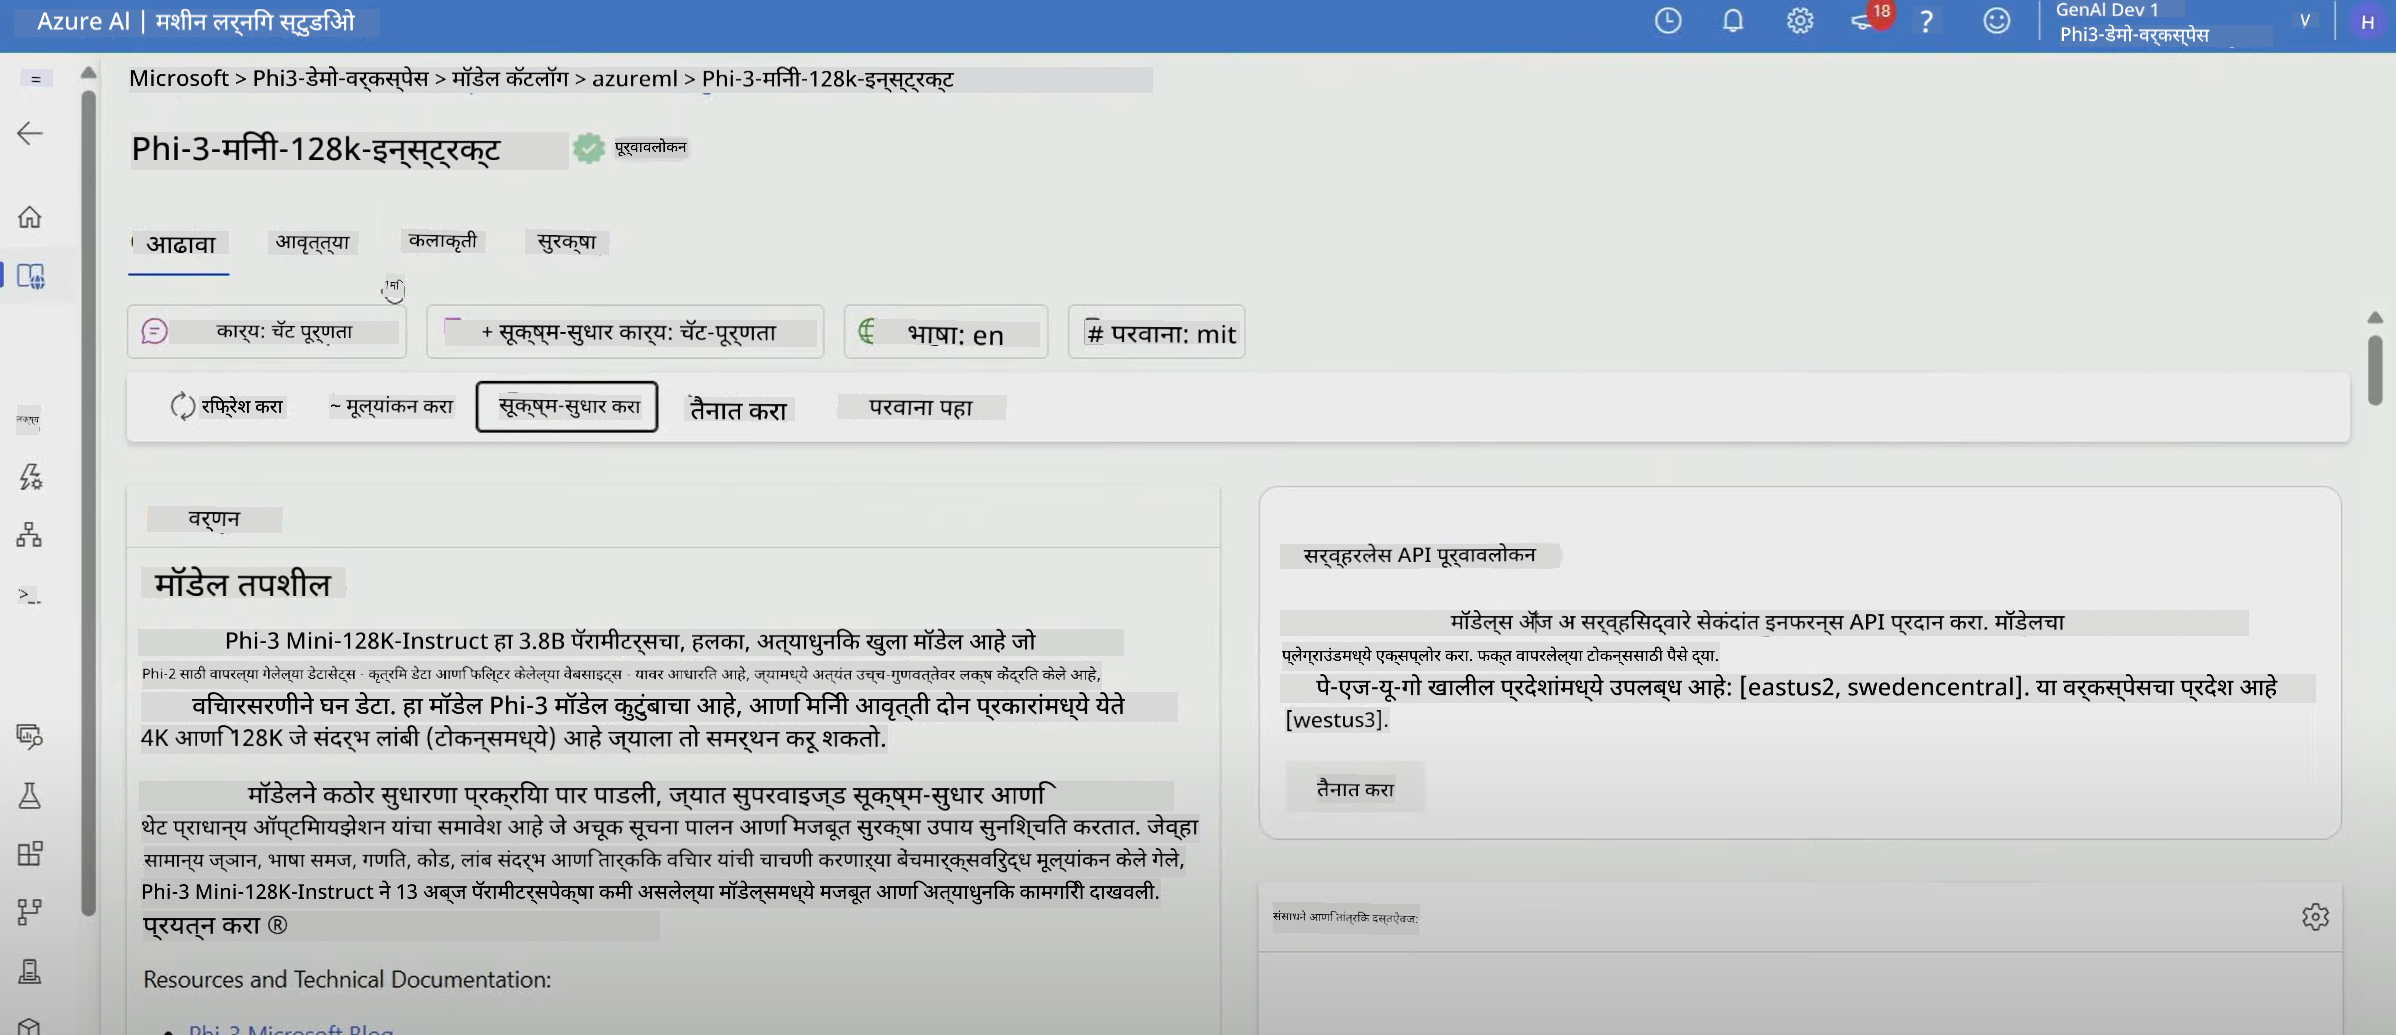 Azure AI | मशीन लर्निंग स्टुडिओ
18
?
GenAI Dev 1
Phi3-डेमो-वर्कस्पेस
V
H
Microsoft > Phi3-डेमो-वर्कस्पेस > मॉडेल कॅटलॉग > azureml > Phi-3-मिनी-128k-इन्स्ट्रक्ट
Phi-3-मिनी-128k-इन्स्ट्रक्ट
पूर्वावलोकन
आढावा
आवृत्त्या
कलाकृती
सुरक्षा
कार्य: चॅट पूर्णता
+ सूक्ष्म-सुधार कार्य: चॅट-पूर्णता
भाषा: en
# परवाना: mit
रिफ्रेश करा
~ मूल्यांकन करा
सूक्ष्म-सुधार करा
तैनात करा
परवाना पहा
वर्णन
मॉडेल तपशील
Phi-3 Mini-128K-Instruct हा 3.8B पॅरामीटर्सचा, हलका, अत्याधुनिक खुला मॉडेल आहे जो
Phi-2 साठी वापरल्या गेलेल्या डेटासेट्स - कृत्रिम डेटा आणि फिल्टर केलेल्या वेबसाइट्स - यावर आधारित आहे, ज्यामध्ये अत्यंत उच्च-गुणवत्तेवर लक्ष केंद्रित केले आहे,
विचारसरणीने घन डेटा. हा मॉडेल Phi-3 मॉडेल कुटुंबाचा आहे, आणि मिनी आवृत्ती दोन प्रकारांमध्ये येते
4K आणि 128K जे संदर्भ लांबी (टोकन्समध्ये) आहे ज्याला तो समर्थन करू शकतो.
मॉडेलने कठोर सुधारणा प्रक्रिया पार पाडली, ज्यात सुपरवाइज्ड सूक्ष्म-सुधार आणि
थेट प्राधान्य ऑप्टिमायझेशन यांचा समावेश आहे जे अचूक सूचना पालन आणि मजबूत सुरक्षा उपाय सुनिश्चित करतात. जेव्हा
सामान्य ज्ञान, भाषा समज, गणित, कोड, लांब संदर्भ आणि तार्किक विचार यांची चाचणी करणाऱ्या बेंचमार्क्सविरुद्ध मूल्यांकन केले गेले,
Phi-3 Mini-128K-Instruct ने 13 अब्ज पॅरामीटर्सपेक्षा कमी असलेल्या मॉडेल्समध्ये मजबूत आणि अत्याधुनिक कामगिरी दाखवली.
प्रयत्न करा ®
Resources and Technical Documentation:
Phi-3 Microsoft Blog
सर्व्हरलेस API पूर्वावलोकन
मॉडेल्स ॲज अ सर्व्हिसिद्वारे सेकंदांत इनफरन्स API प्रदान करा. मॉडेलचा
प्लेग्राउंडमध्ये एक्सप्लोर करा. फक्त वापरलेल्या टोकन्ससाठी पैसे द्या.
पे-एज-यू-गो खालील प्रदेशांमध्ये उपलब्ध आहे: [eastus2, swedencentral]. या वर्कस्पेसचा प्रदेश आहे
[westus3].
तैनात करा
संसाधने आणि तांत्रिक दस्तऐवज: